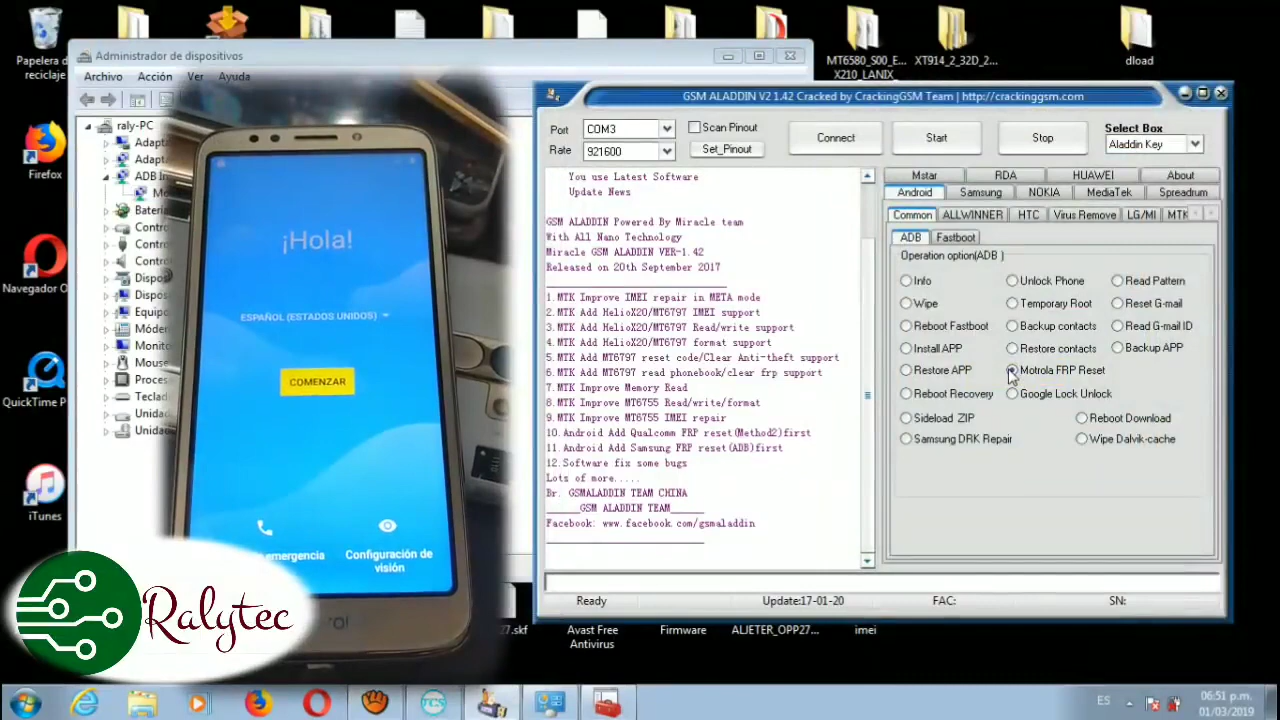 Papelera de
reciclaje
Firefox
Navegador O
QuickTime P
iTunes
MT6580_S00_E...
X210_LANIX_
XT914_2_32D_2...
dload
Administrador de dispositivos
Archivo Acción Ver Ayuda
raly-PC
Adapta
Adapta
ADB In
Bateria
Contro
Contro
Contro
Dispos
Dispos
Equipo
Módem
Monito
Mouse
Proces
Teclad
Unidad
Unidad
¡Hola!
ESPAÑOL (ESTADOS UNIDOS)
COMENZAR
emergencia
Configuración de
visión
Ralytec
GSM ALADDIN V2 1.42 Cracked by CrackingGSM Team | http://crackinggsm.com
Port COM3 Scan Pinout
Rate 921600 Set_Pinout
Connect Start Stop
Select Box
Aladdin Key
You use Latest Software
Update News
GSM ALADDIN Powered By Miracle team
With All Nano Technology
Miracle GSM ALADDIN VER-1.42
Released on 20th September 2017
1.MTK Improve IMEI repair in META mode
2.MTK Add HelioX20/MT6797 IMEI support
3.MTK Add HelioX20/MT6797 Read/write support
4.MTK Add HelioX20/MT6797 format support
5.MTK Add MT6797 reset code/Clear Anti-theft support
6.MTK Add MT6797 read phonebook/clear frp support
7.MTK Improve Memory Read
8.MTK Improve MT6755 Read/write/format
9.MTK Improve MT6755 IMEI repair
10.Android Add Qualcomm FRP reset(Method2)first
11.Android Add Samsung FRP reset(ADB)first
12.Software fix some bugs
Lots of more.....
Br. GSMALADDIN TEAM CHINA
______GSM ALADDIN TEAM______
Facebook: www.facebook.com/gsmaladdin
Mstar RDA HUAWEI About
Android Samsung NOKIA MediaTek Spreadrum
Common ALLWINNER HTC Virus Remove LG/MI MTK
ADB Fastboot
Operation option(ADB )
Info Unlock Phone Read Pattern
Wipe Temporary Root Reset G-mail
Reboot Fastboot Backup contacts Read G-mail ID
Install APP Restore contacts Backup APP
Restore APP Motrola FRP Reset
Reboot Recovery Google Lock Unlock
Sideload ZIP Reboot Download
Samsung DRK Repair Wipe Dalvik-cache
Ready Update:17-01-20 FAC: SN:
27.skf
Avast Free
Antivirus
Firmware
ALJETER_OPP27...
imei
ES
06:51 p.m.
01/03/2019